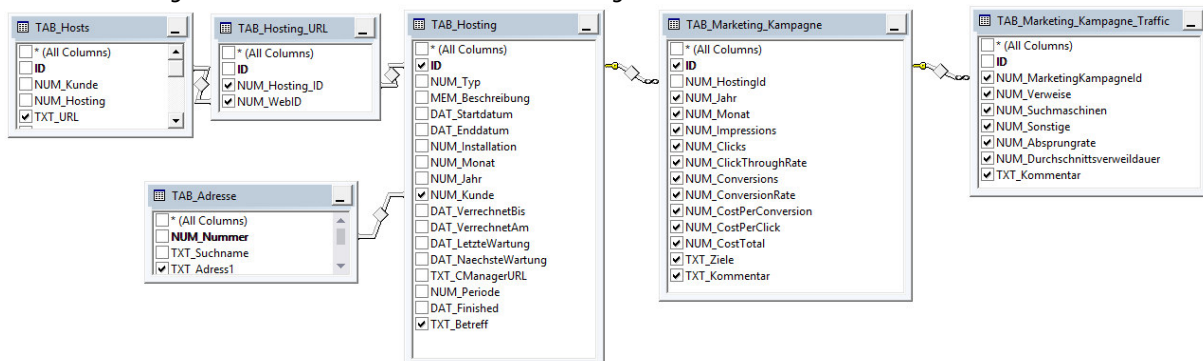 TAB_Hosts
* (All Columns)
ID
NUM_Kunde
NUM_Hosting
TXT_URL
TAB_Hosting_URL
* (All Columns)
ID
NUM_Hosting_ID
NUM_WebID
TAB_Adresse
* (All Columns)
NUM_Nummer
TXT_Suchname
TXT_Adress1
TAB_Hosting
* (All Columns)
ID
NUM_Typ
MEM_Beschreibung
DAT_Startdatum
DAT_Enddatum
NUM_Installation
NUM_Monat
NUM_Jahr
NUM_Kunde
DAT_VerrechnetBis
DAT_VerrechnetAm
DAT_LetzteWartung
DAT_NaechsteWartung
TXT_CManagerURL
NUM_Periode
DAT_Finished
TXT_Betreff
TAB_Marketing_Kampagne
* (All Columns)
ID
NUM_HostingId
NUM_Jahr
NUM_Monat
NUM_Impressions
NUM_Clicks
NUM_ClickThroughRate
NUM_Conversions
NUM_ConversionRate
NUM_CostPerConversion
NUM_CostPerClick
NUM_CostTotal
TXT_Ziele
TXT_Kommentar
TAB_Marketing_Kampagne_Traffic
* (All Columns)
ID
NUM_MarketingKampagneId
NUM_Verweise
NUM_Suchmaschinen
NUM_Sonstige
NUM_Absprungrate
NUM_Durchschnittsverweildauer
TXT_Kommentar